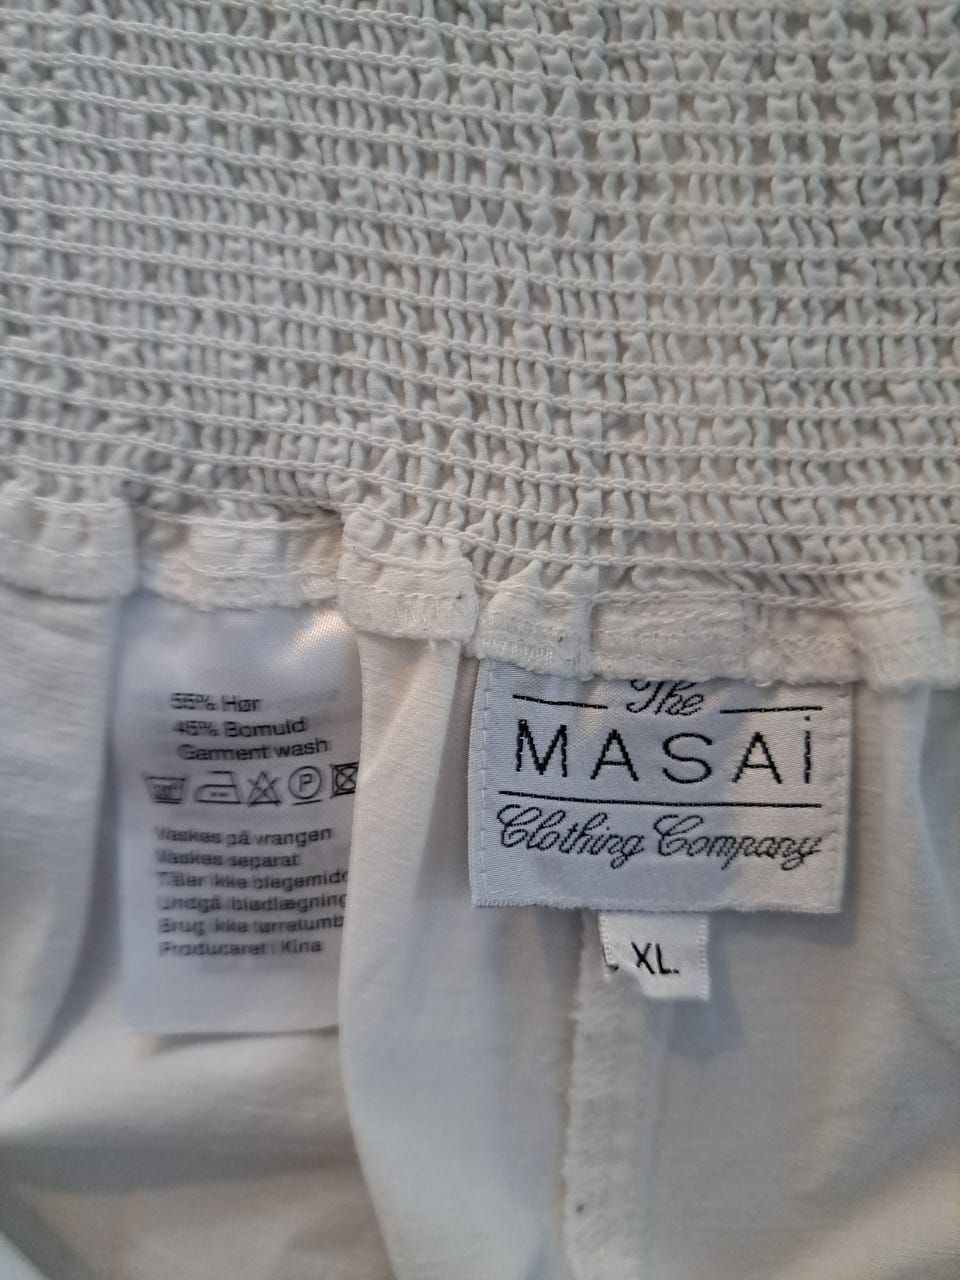 55% Hør
45% Bomuld
Garment wash
P
Vaskes på vrangen
Vaskes separat
Tåler ikke blegemidd
Undgå iblødlægning
Brug ikke tørretumb
Produceret i Kina
The
MASAi
Clothing Company
XL.